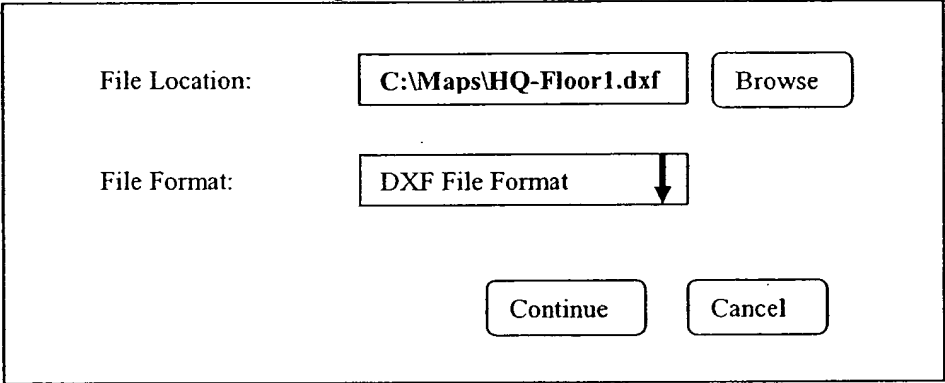 File Location: C:\Maps\HQ-Floor1.dxf Browse
File Format: DXF File Format
Continue Cancel